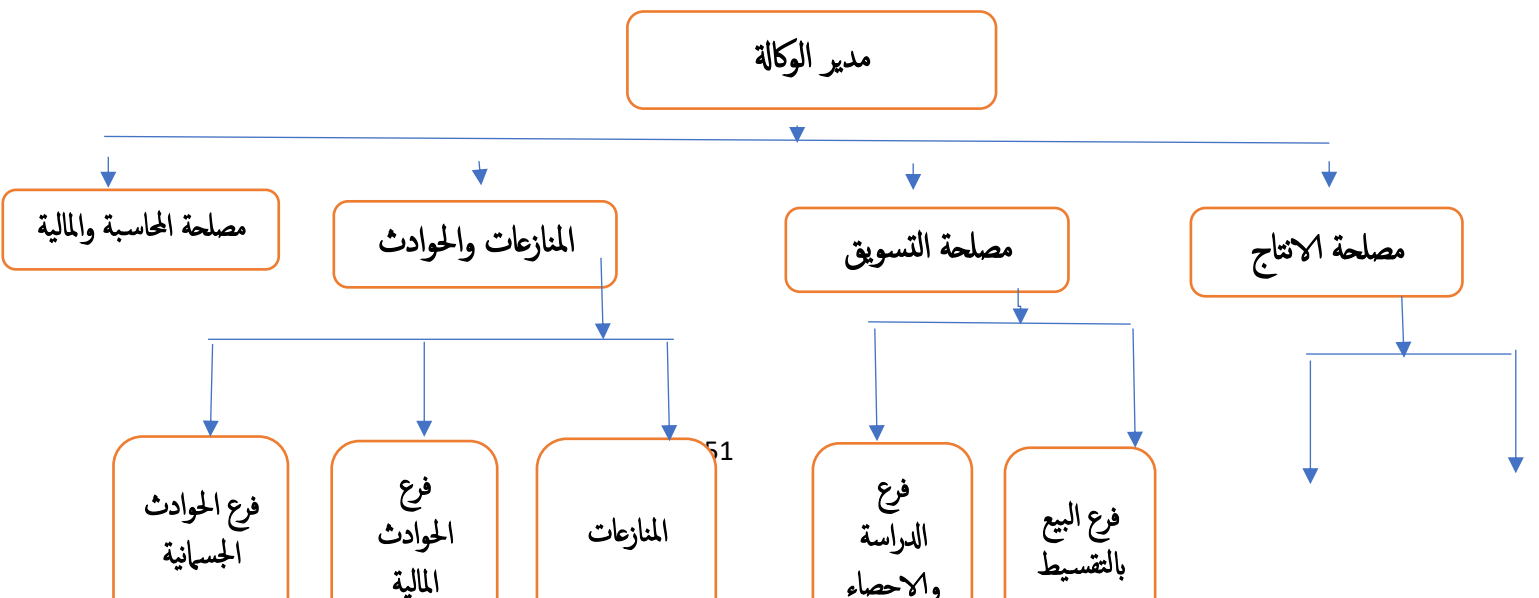 مدير الوكالة
مصلحة الانتاج
مصلحة التسويق
المنازعات والحوادث
مصلحة المحاسبة والمالية
فرع البيع
بالتقسيط
فرع
الدراسة
والاحصاء
المنازعات
فرع
الحوادث
المالية
فرع الحوادث
الجسمانية
51